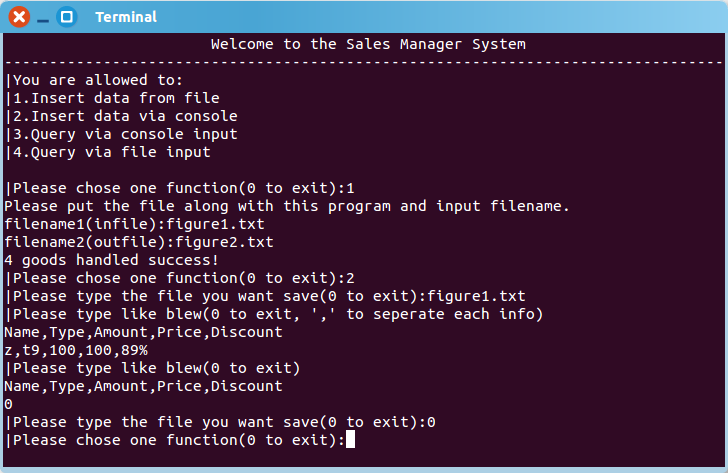 Terminal
Welcome to the Sales Manager System
--------------------------------------------------------------------------------
|You are allowed to:
|1.Insert data from file
|2.Insert data via console
|3.Query via console input
|4.Query via file input
|Please chose one function(0 to exit):1
Please put the file along with this program and input filename.
filename1(infile):figure1.txt
filename2(outfile):figure2.txt
4 goods handled success!
|Please chose one function(0 to exit):2
|Please type the file you want save(0 to exit):figure1.txt
|Please type like blew(0 to exit, ',' to seperate each info)
Name,Type,Amount,Price,Discount
z,t9,100,100,89%
|Please type like blew(0 to exit)
Name,Type,Amount,Price,Discount
0
|Please type the file you want save(0 to exit):0
|Please chose one function(0 to exit):